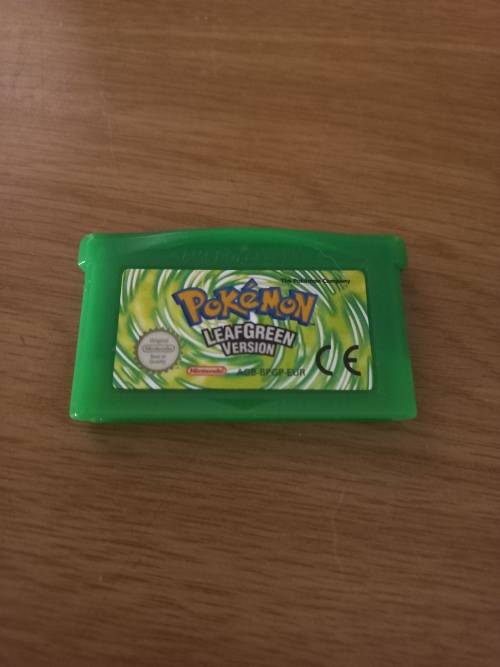 The Pokémon Company
POKéMON
LEAFGREEN
VERSION
Original
Nintendo
Seal of
Quality
Nintendo
AGB-BPGP-EUR
CE